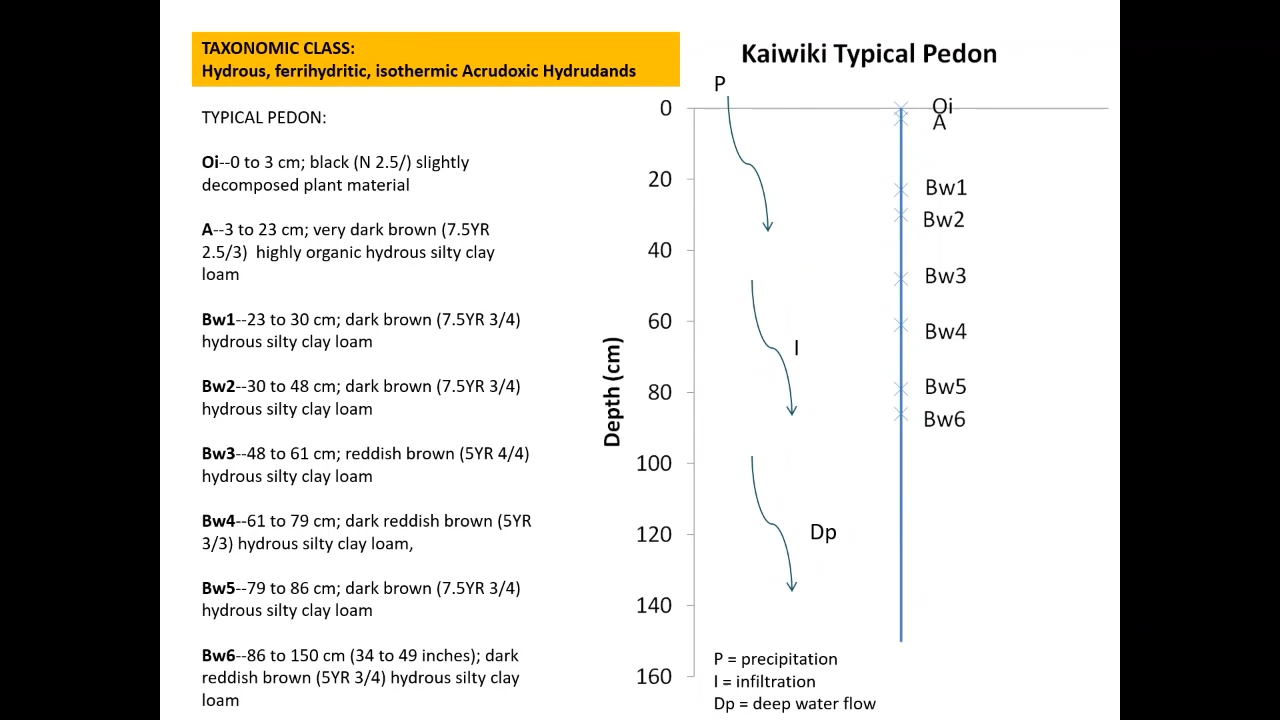 TAXONOMIC CLASS:
Hydrous, ferrihydritic, isothermic Acrudoxic Hydrudands
TYPICAL PEDON:
Oi--0 to 3 cm; black (N 2.5/) slightly
decomposed plant material
A--3 to 23 cm; very dark brown (7.5YR
2.5/3)  highly organic hydrous silty clay
loam
Bw1--23 to 30 cm; dark brown (7.5YR 3/4)
hydrous silty clay loam
Bw2--30 to 48 cm; dark brown (7.5YR 3/4)
hydrous silty clay loam
Bw3--48 to 61 cm; reddish brown (5YR 4/4)
hydrous silty clay loam
Bw4--61 to 79 cm; dark reddish brown (5YR
3/3) hydrous silty clay loam,
Bw5--79 to 86 cm; dark brown (7.5YR 3/4)
hydrous silty clay loam
Bw6--86 to 150 cm (34 to 49 inches); dark
reddish brown (5YR 3/4) hydrous silty clay
loam
Kaiwiki Typical Pedon
P
0
20
40
60
80
100
120
140
160
Depth (cm)
I
Dp
Oi
A
Bw1
Bw2
Bw3
Bw4
Bw5
Bw6
P = precipitation
I = infiltration
Dp = deep water flow